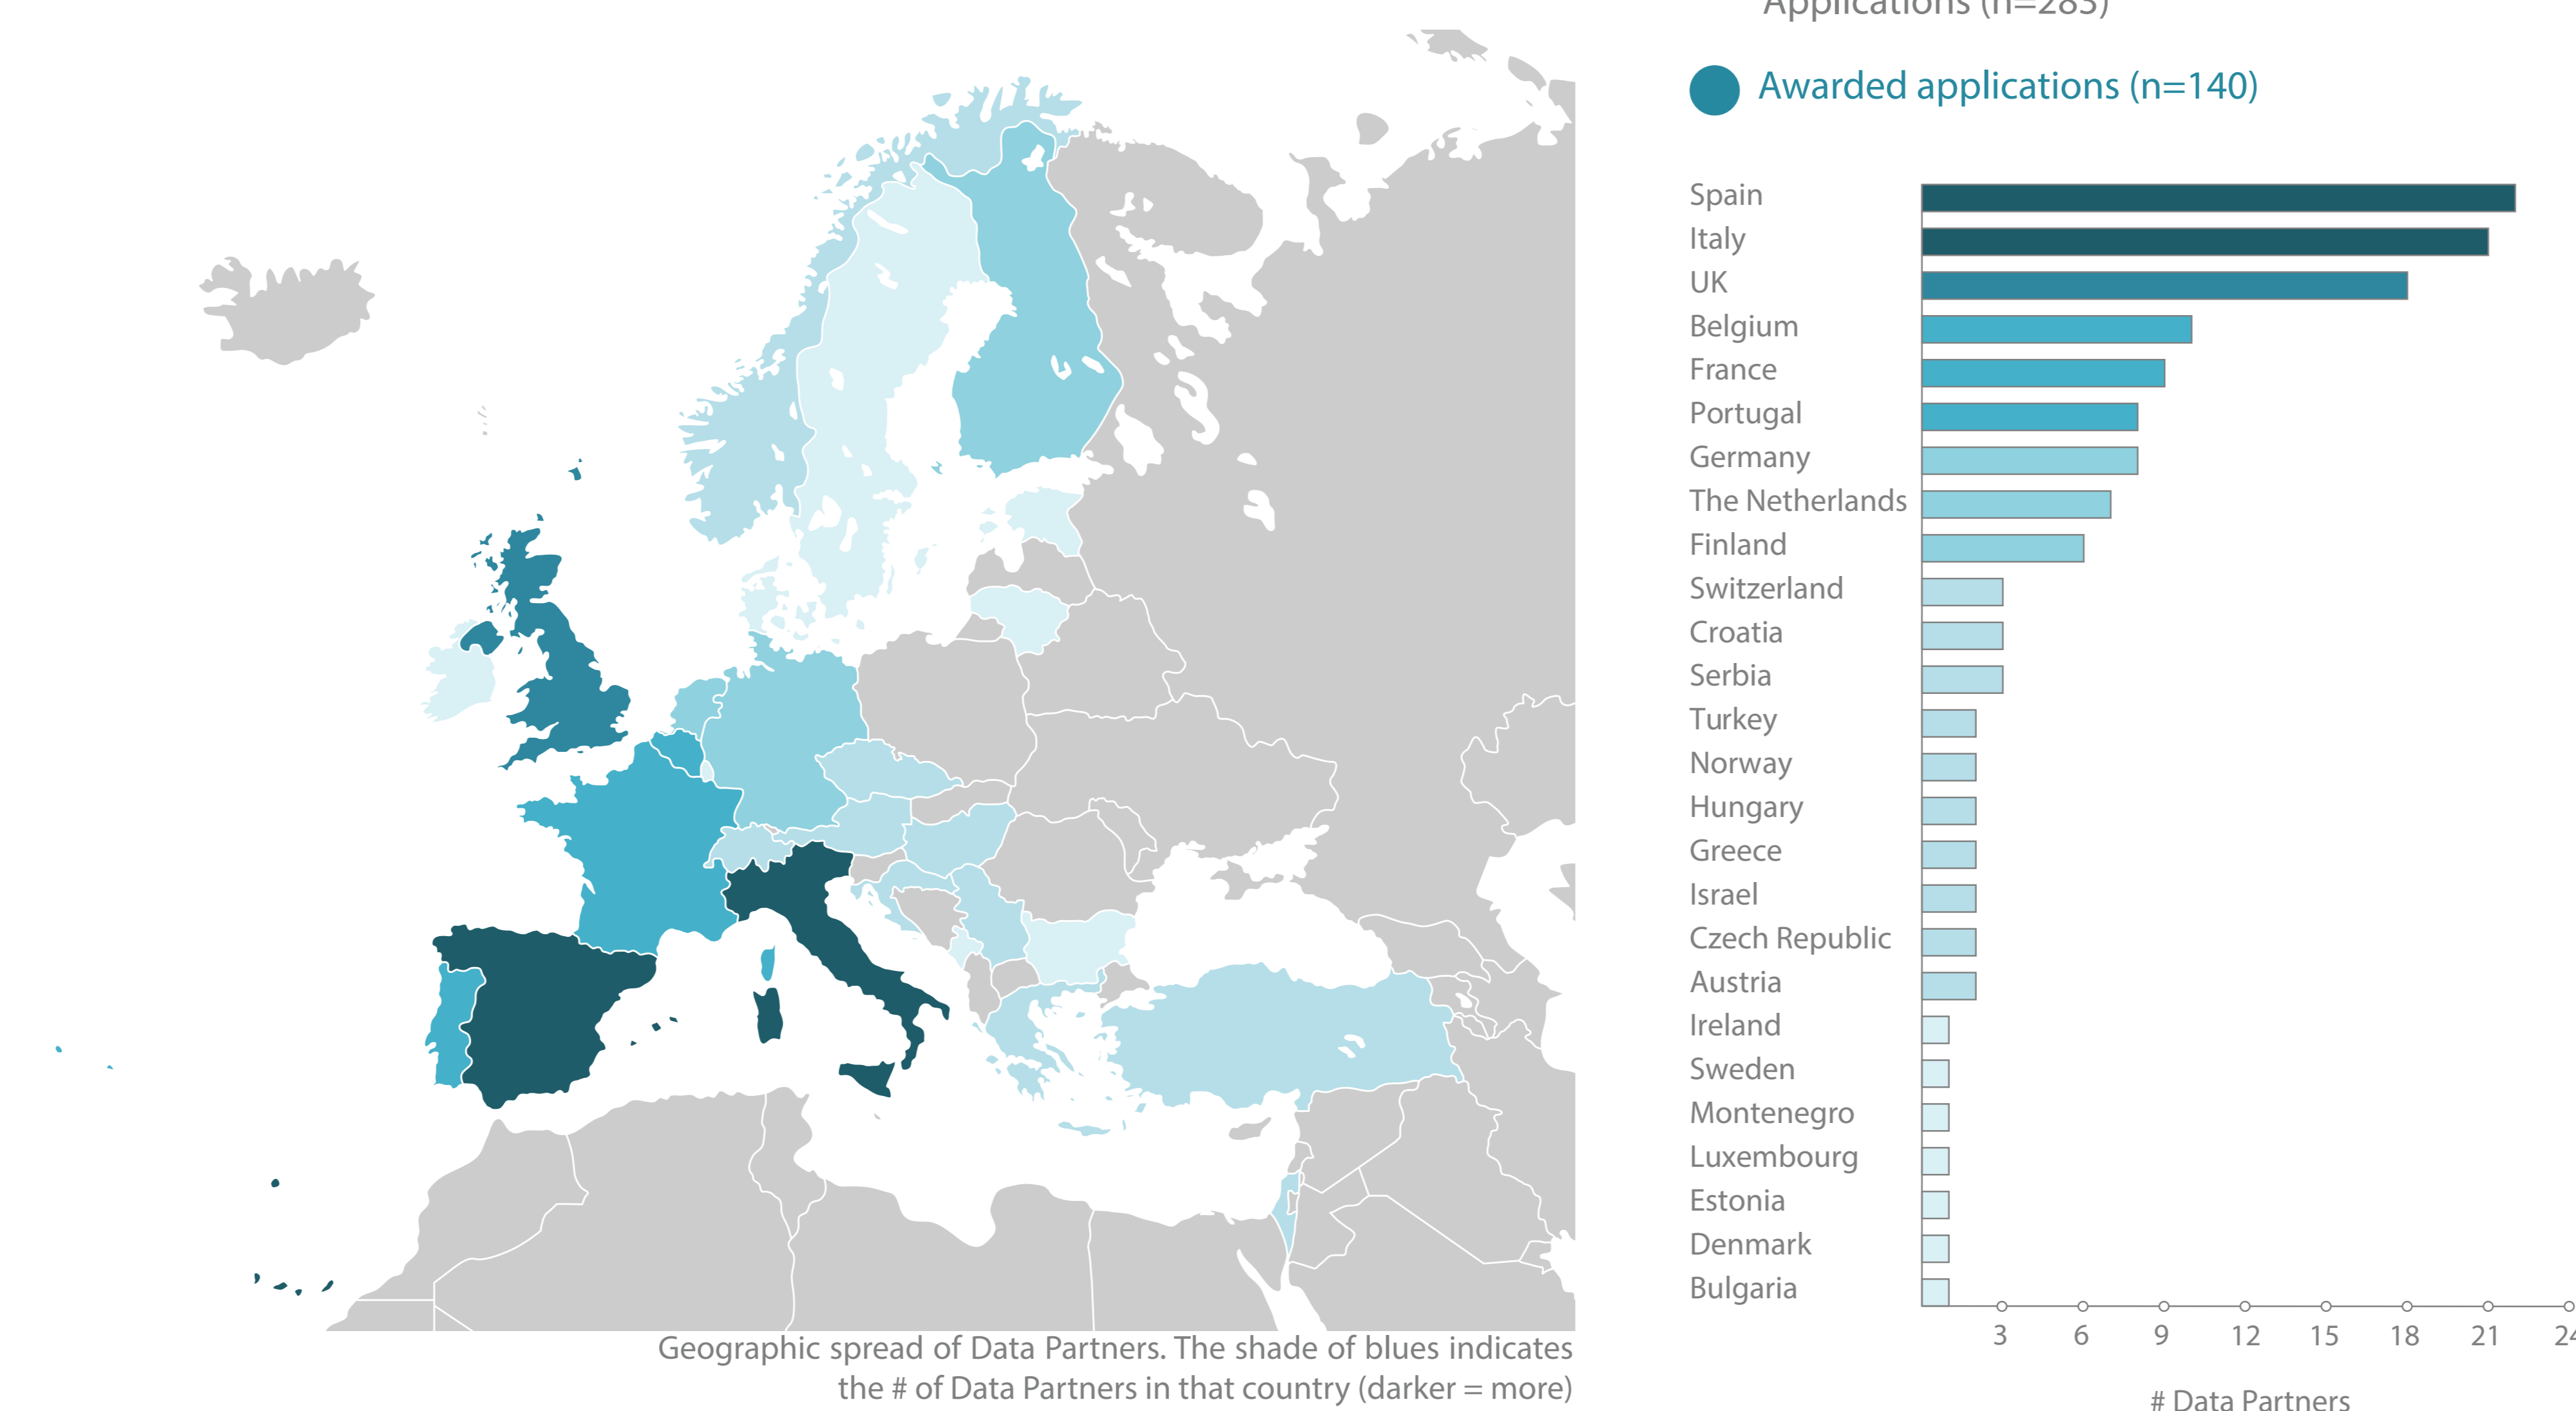 Applications (n=283)
Awarded applications (n=140)
Spain
Italy
UK
Belgium
France
Portugal
Germany
The Netherlands
Finland
Switzerland
Croatia
Serbia
Turkey
Norway
Hungary
Greece
Israel
Czech Republic
Austria
Ireland
Sweden
Montenegro
Luxembourg
Estonia
Denmark
Bulgaria
3 6 9 12 15 18 21 24
# Data Partners
Geographic spread of Data Partners. The shade of blues indicates
the # of Data Partners in that country (darker = more)